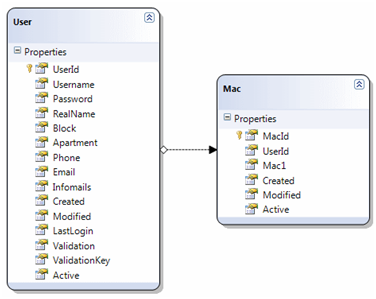 User
Properties
UserId
Username
Password
RealName
Block
Apartment
Phone
Email
Infomails
Created
Modified
LastLogin
Validation
ValidationKey
Active
Mac
Properties
MacId
UserId
Mac1
Created
Modified
Active